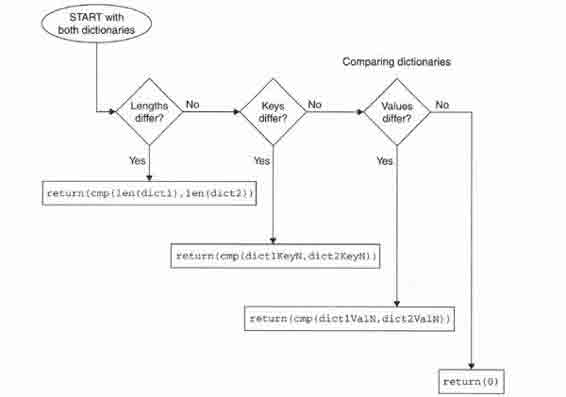 START with
both dictionaries
Comparing dictionaries
Lengths
differ?
No
Keys
differ?
No
Values
differ?
No
Yes
Yes
Yes
return(cmp(len(dict1),len(dict2))
return(cmp(dict1KeyN,dict2KeyN))
return(cmp(dict1ValN,dict2ValN))
return(0)